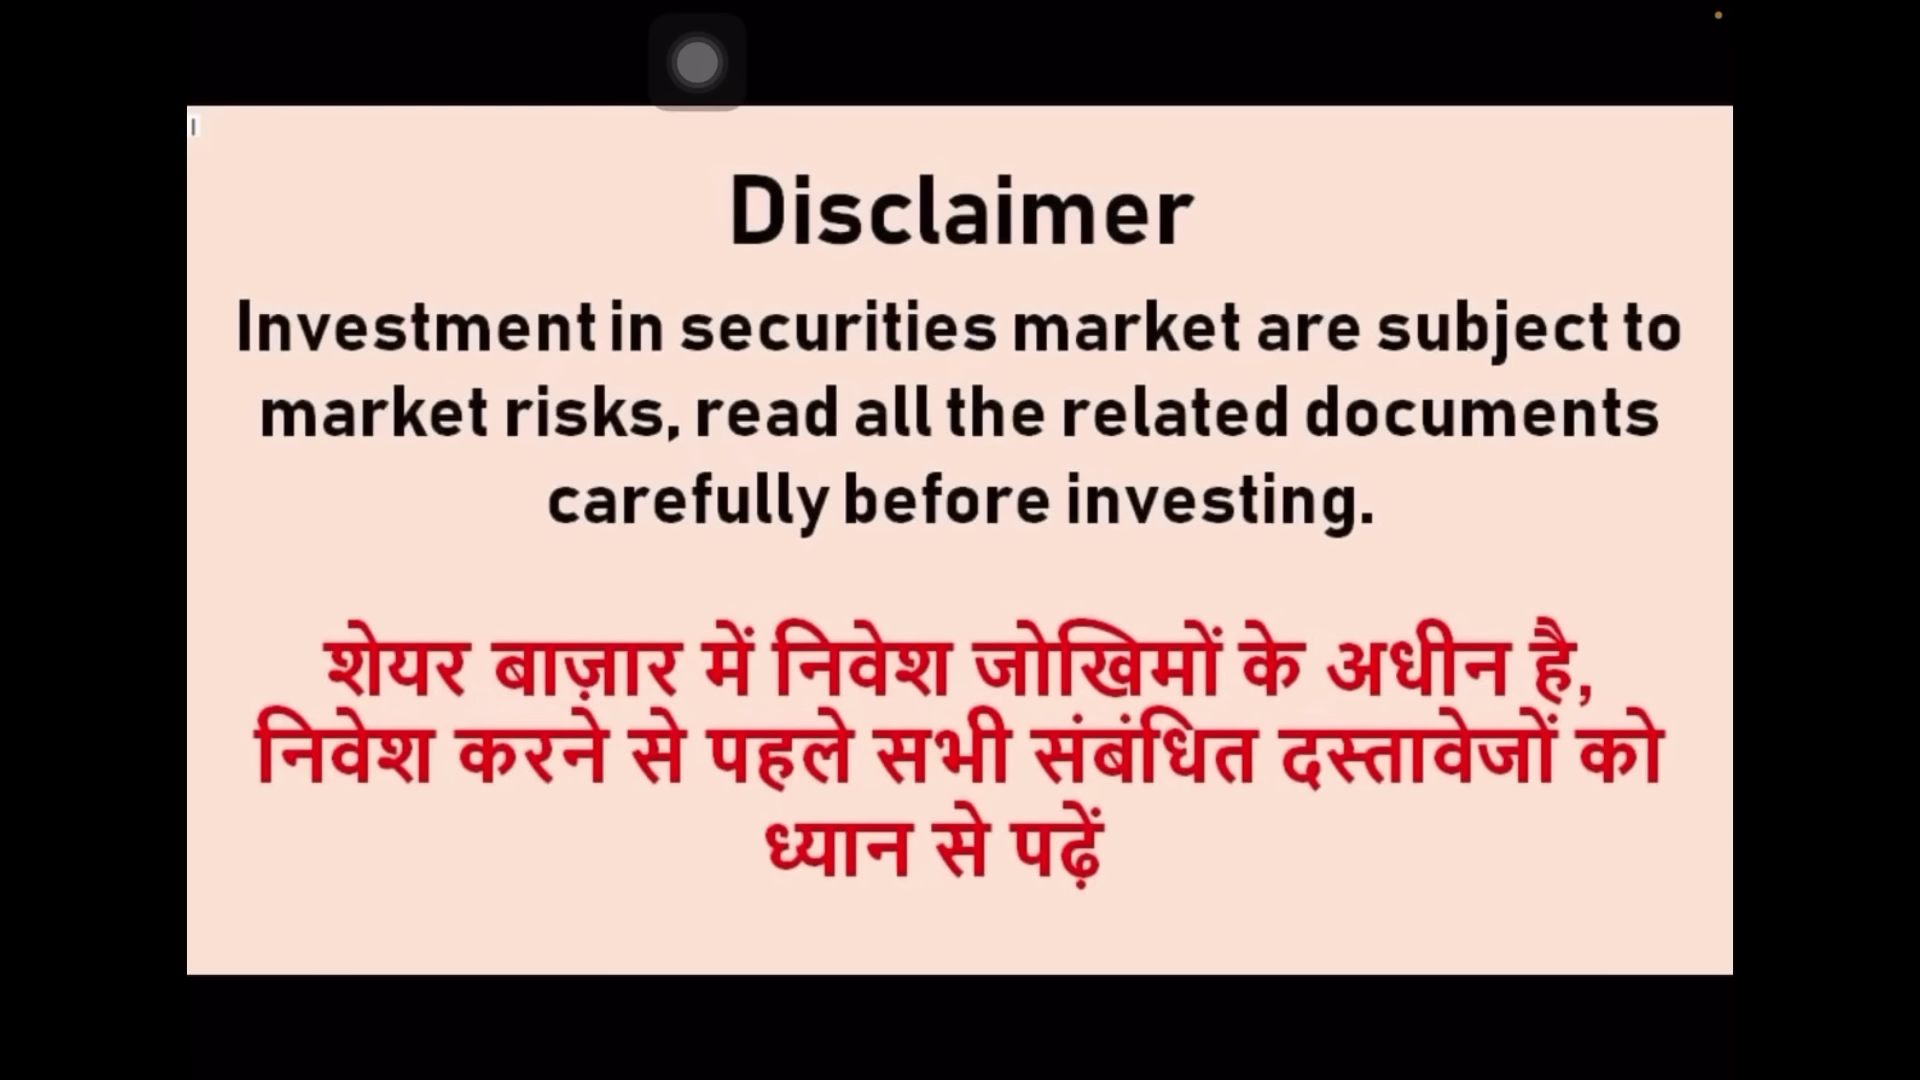 Disclaimer
Investment in securities market are subject to
market risks, read all the related documents
carefully before investing.
शेयर बाज़ार में निवेश जोखिमों के अधीन है,
निवेश करने से पहले सभी संबंधित दस्तावेजों को
ध्यान से पढ़ें